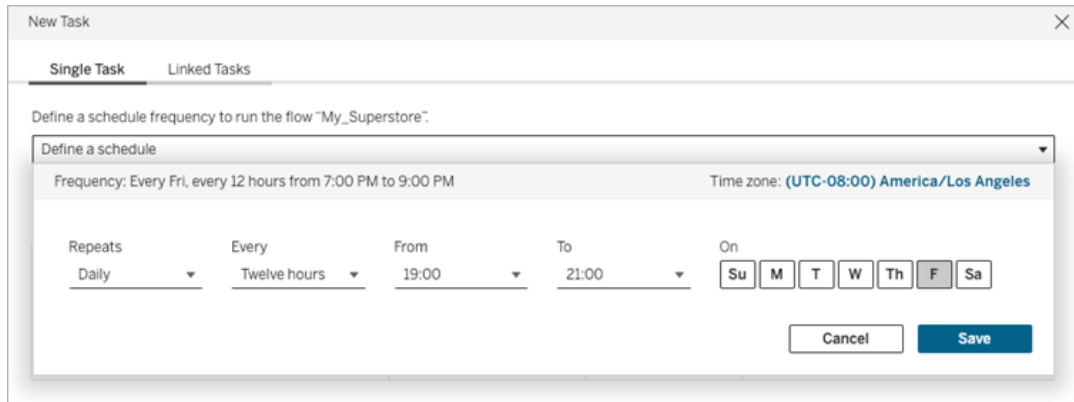 New Task
Single Task Linked Tasks
Define a schedule frequency to run the flow "My_Superstore".
Define a schedule
Frequency: Every Fri, every 12 hours from 7:00 PM to 9:00 PM Time zone: (UTC-08:00) America/Los Angeles
Repeats Every From To On
Daily Twelve hours 19:00 21:00 Su M T W Th F Sa
Cancel Save